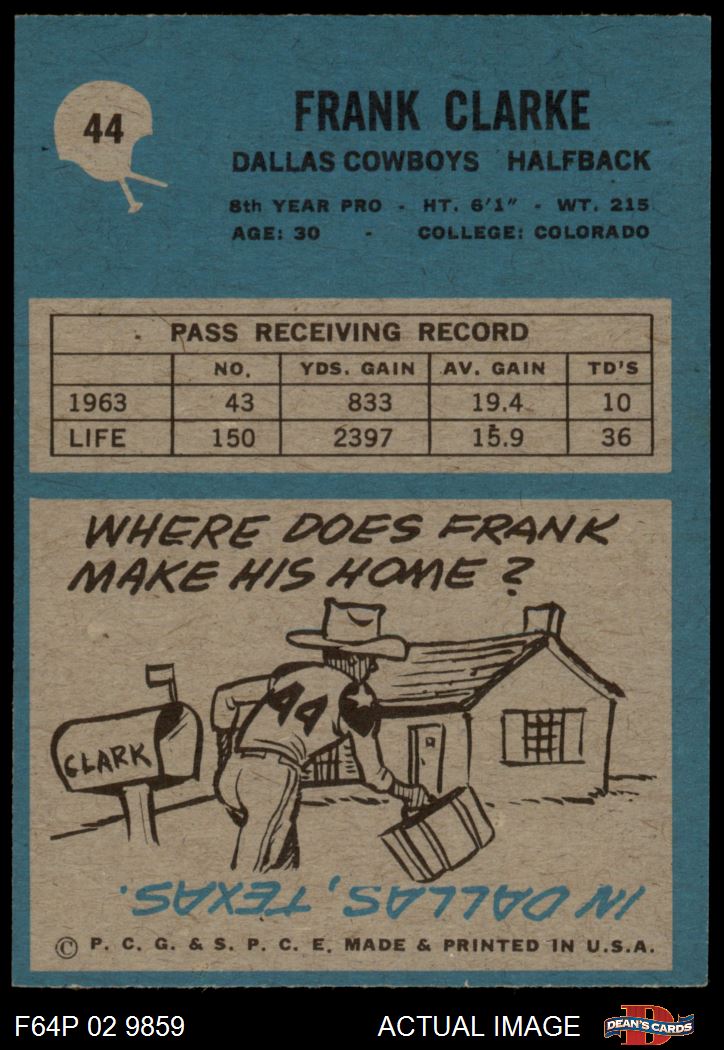 44
FRANK CLARKE
DALLAS COWBOYS HALFBACK
8th YEAR PRO - HT. 6'1" - WT. 215
AGE: 30 - COLLEGE: COLORADO
PASS RECEIVING RECORD
NO. YDS. GAIN AV. GAIN TD'S
1963 43 833 19.4 10
LIFE 150 2397 15.9 36
WHERE DOES FRANK
MAKE HIS HOME?
44
CLARK
IN DALLAS, TEXAS.
© P. C. G. & S. P. C. E. MADE & PRINTED IN U.S.A.
F64P 02 9859 ACTUAL IMAGE D DEAN'S CARDS